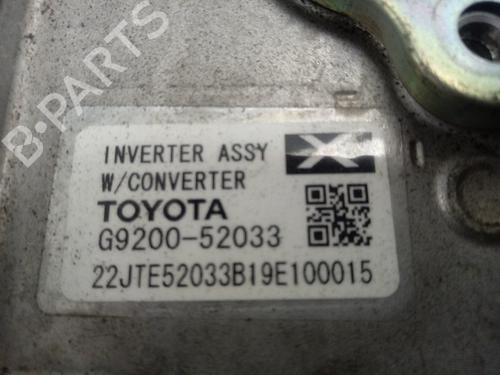 B-PARTS
INVERTER ASSY
W/CONVERTER
TOYOTA
G9200-52033
22JTE52033B19E100015